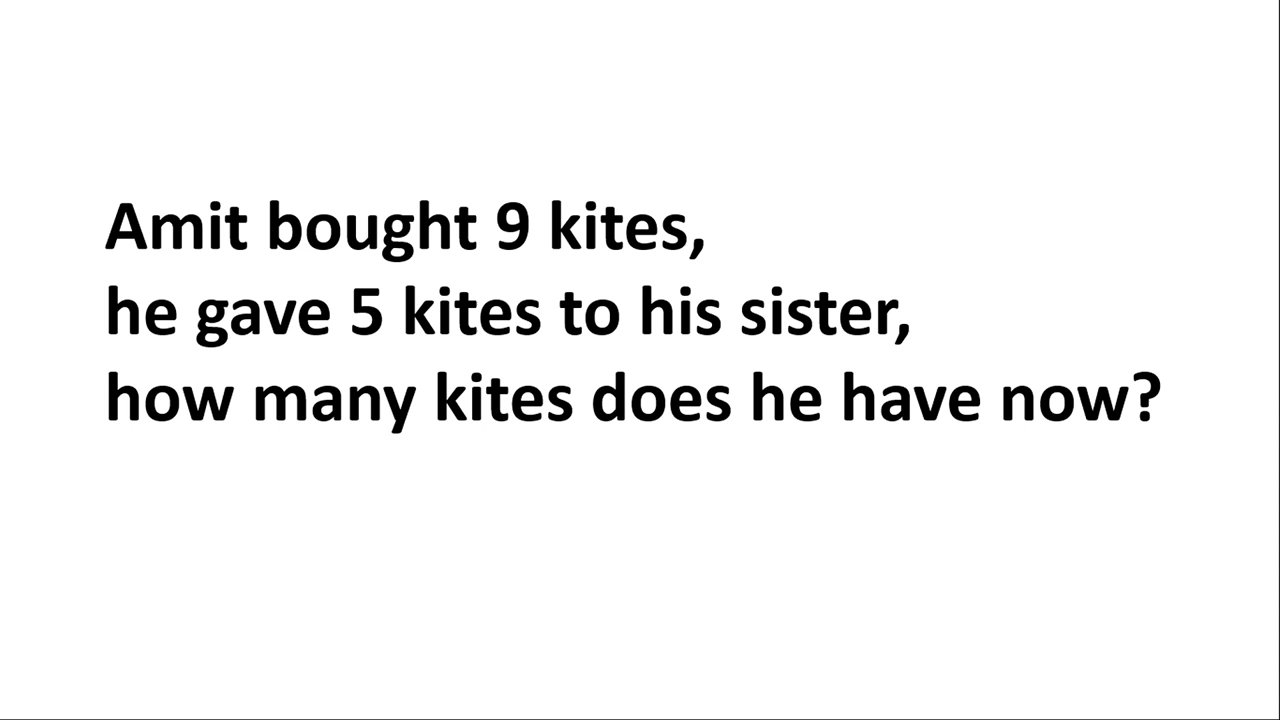 Amit bought 9 kites,
he gave 5 kites to his sister,
how many kites does he have now?